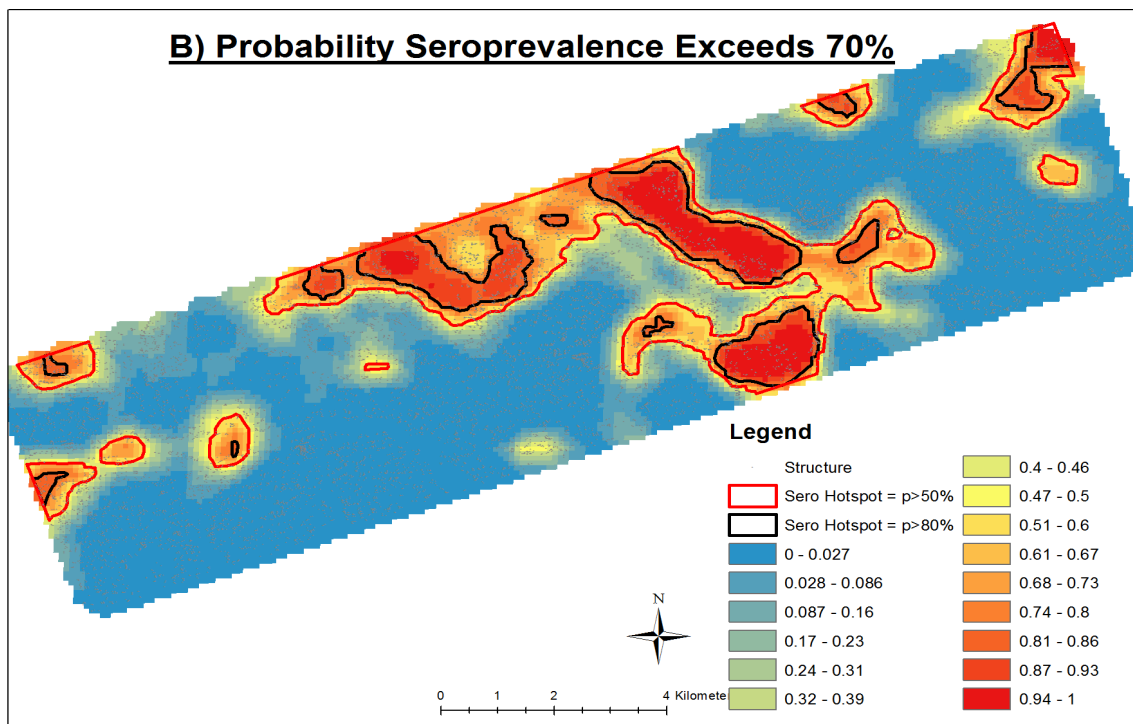 B) Probability Seroprevalence Exceeds 70%
Legend
Structure
Sero Hotspot = p>50%
Sero Hotspot = p>80%
0 - 0.027
0.028 - 0.086
0.087 - 0.16
0.17 - 0.23
0.24 - 0.31
0.32 - 0.39
0.4 - 0.46
0.47 - 0.5
0.51 - 0.6
0.61 - 0.67
0.68 - 0.73
0.74 - 0.8
0.81 - 0.86
0.87 - 0.93
0.94 - 1
N
0 1 2 4 Kilomete